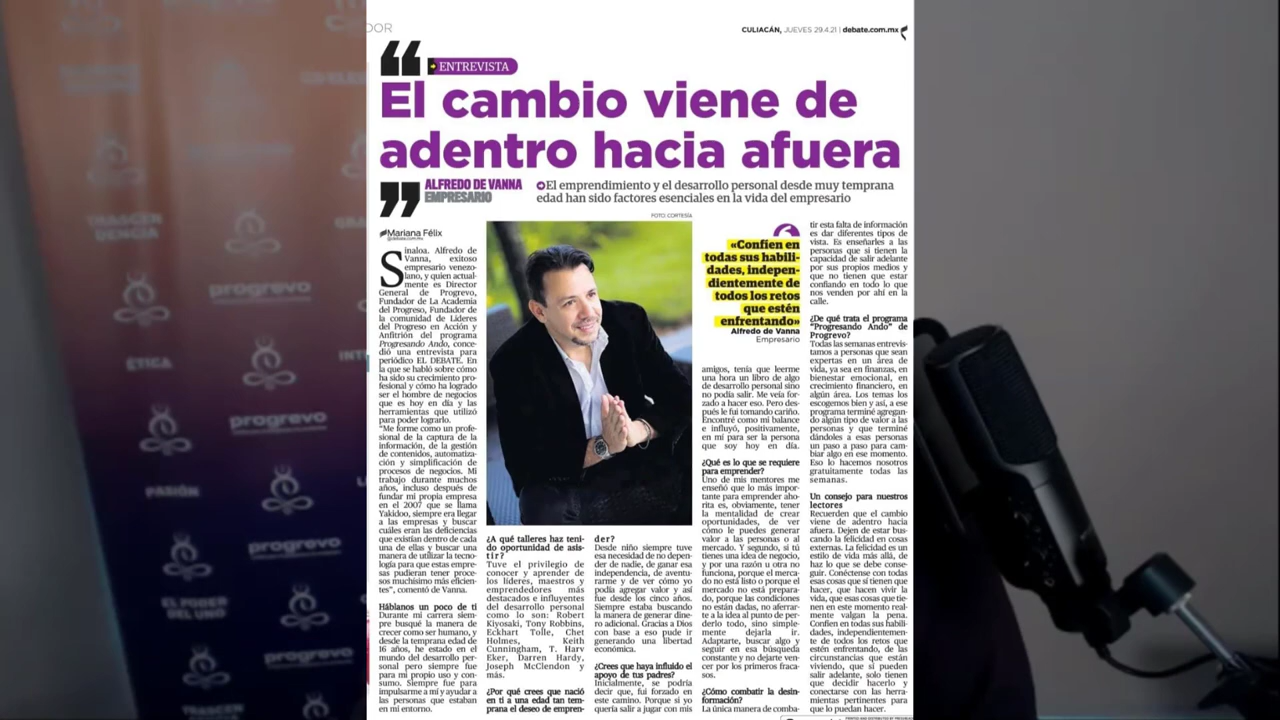 DOR
CULIACÁN, JUEVES 29.4.21 | debate.com.mx
ENTREVISTA
El cambio viene de
adentro hacia afuera
ALFREDO DE VANNA
EMPRESARIO
El emprendimiento y el desarrollo personal desde muy temprana
edad han sido factores esenciales en la vida del empresario
FOTO: CORTESÍA
Mariana Félix
@debate.com.mx
Sinaloa. Alfredo de
Vanna, exitoso
empresario venezo-
lano, y quien actual-
mente es Director
General de Progrevo,
Fundador de La Academia
del Progreso, Fundador de
la comunidad de Líderes
del Progreso en Acción y
Anfitrión del programa
Progresando Ando, conce-
dió una entrevista para
periódico EL DEBATE. En
la que se habló sobre cómo
ha sido su crecimiento pro-
fesional y cómo ha logrado
ser el hombre de negocios
que es hoy en día y las
herramientas que utilizó
para poder lograrlo.
"Me forme como un profe-
sional de la captura de la
información, de la gestión
de contenidos, automatiza-
ción y simplificación de
procesos de negocios. Mi
trabajo durante muchos
años, incluso después de
fundar mi propia empresa
en el 2007 que se llama
Yakidoo, siempre era llegar
a las empresas y buscar
cuáles eran las deficiencias
que existían dentro de cada
una de ellas y buscar una
manera de utilizar la tecno-
logía para que estas empre-
sas pudieran tener proce-
sos muchísimo más eficien-
tes", comentó de Vanna.
Háblanos un poco de ti
Durante mi carrera siem-
pre busqué la manera de
crecer como ser humano, y
desde la temprana edad de
16 años, he estado en el
mundo del desarrollo per-
sonal pero siempre fue
para mi propio uso y con-
sumo. Siempre fue para
impulsarme a mí y ayudar a
las personas que estaban
en mi entorno.
¿A qué talleres haz teni-
do oportunidad de asis-
tir?
Tuve el privilegio de
conocer y aprender de
los líderes, maestros y
emprendedores más
destacados e influyentes
del desarrollo personal
como lo son: Robert
Kiyosaki, Tony Robbins,
Eckhart Tolle, Chet
Holmes, Keith
Cunningham, T. Harv
Eker, Darren Hardy,
Joseph McClendon y
más.
¿Por qué crees que nació
en ti a una edad tan tem-
prana el deseo de empren-
der?
Desde niño siempre tuve
esa necesidad de no depen-
der de nadie, de ganar esa
independencia, de aventu-
rarme y de ver cómo yo
podía agregar valor y así
fue desde los cinco años.
Siempre estaba buscando
la manera de generar dine-
ro adicional. Gracias a Dios
con base a eso pude ir
generando una libertad
económica.
¿Crees que haya influido el
apoyo de tus padres?
Inicialmente, se podría
decir que, fui forzado en
este camino. Porque si yo
quería salir a jugar con mis
«Confíen en
todas sus habili-
dades, indepen-
dientemente de
todos los retos
que estén
enfrentando»
Alfredo de Vanna
Empresario
amigos, tenía que leerme
una hora un libro de algo
de desarrollo personal sino
no podía salir. Me veía for-
zado a hacer eso. Pero des-
pués le fui tomando cariño.
Encontré como mi balance
e influyó, positivamente,
en mí para ser la persona
que soy hoy en día.
¿Qué es lo que se requiere
para emprender?
Uno de mis mentores me
enseñó que lo más impor-
tante para emprender aho-
rita es, obviamente, tener
la mentalidad de crear
oportunidades, de ver
cómo le puedes generar
valor a las personas o al
mercado. Y segundo, si tú
tienes una idea de negocio,
y por una razón u otra no
funciona, porque el merca-
do no está listo o porque el
mercado no está prepara-
do, porque las condiciones
no están dadas, no aferrar-
te a la idea al punto de per-
derlo todo, sino simple-
mente dejarla ir.
Adaptarte, buscar algo y
seguir en esa búsqueda
constante y no dejarte ven-
cer por los primeros fraca-
sos.
¿Cómo combatir la desin-
formación?
La única manera de comba-
tir esta falta de información
es dar diferentes tipos de
vista. Es enseñarles a las
personas que si tienen la
capacidad de salir adelante
por sus propios medios y
que no tienen que estar
confiando en todo lo que
nos venden por ahí en la
calle.
¿De qué trata el programa
"Progresando Ando" de
Progrevo?
Todas las semanas entrevis-
tamos a personas que sean
expertas en un área de
vida, ya sea en finanzas, en
bienestar emocional, en
crecimiento financiero, en
algún área. Los temas los
escogemos bien y así, a ese
programa terminé agregan-
do algún tipo de valor a las
personas y que terminé
dándoles a esas personas
un paso a paso para cam-
biar algo en ese momento.
Eso lo hacemos nosotros
gratuitamente todas las
semanas.
Un consejo para nuestros
lectores
Recuerden que el cambio
viene de adentro hacia
afuera. Dejen de estar bus-
cando la felicidad en cosas
externas. La felicidad es un
estilo de vida más allá, de
haz lo que se debe conse-
guir. Conéctense con todas
esas cosas que si tienen que
hacer, que hacen vivir la
vida, que esas cosas que tie-
nen en este momento real-
mente valgan la pena.
Confíen en todas sus habili-
dades, independientemen-
te de todos los retos que
estén enfrentando, de las
circunstancias que están
viviendo, que si pueden
salir adelante, solo tienen
que decidir hacerlo y
conectarse con las herra-
mientas pertinentes para
que lo puedan hacer.
TRASCEN
DENCIA
progrevo
ÉTICA
progrevo
PASIÓN
progrevo
EL PODER
DEL UNO
progrevo